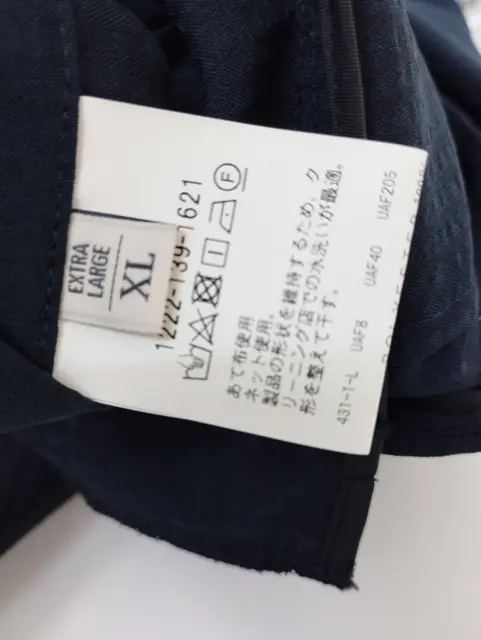 EXTRA
LARGE
XL
1222-139-1621
F
あて布使用
ネット使用。
製品の形状を維持するため、ク
リーニング店での水洗いが最適。
形を整えて干す。
431-1-L UAF8 UAF40 UAF205